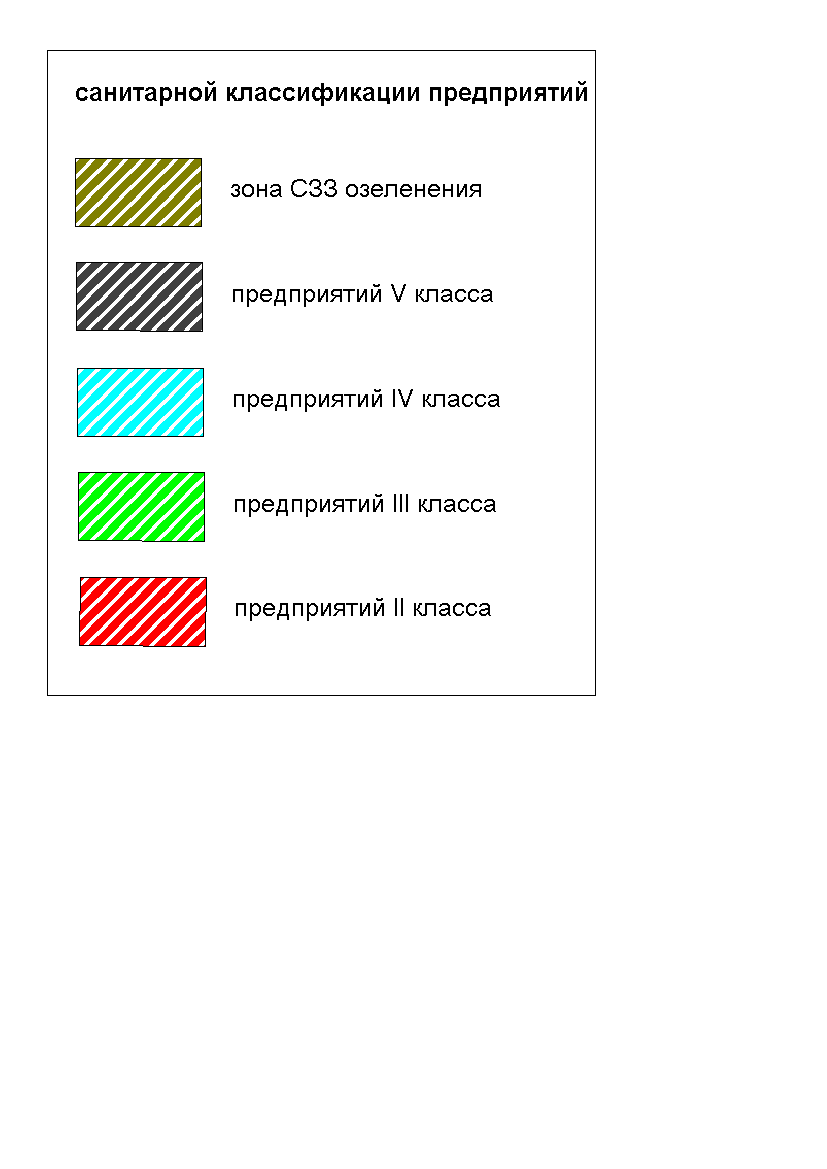 санитарной классификации предприятий
зона СЗЗ озеленения
предприятий V класса
предприятий IV класса
предприятий III класса
предприятий II класса